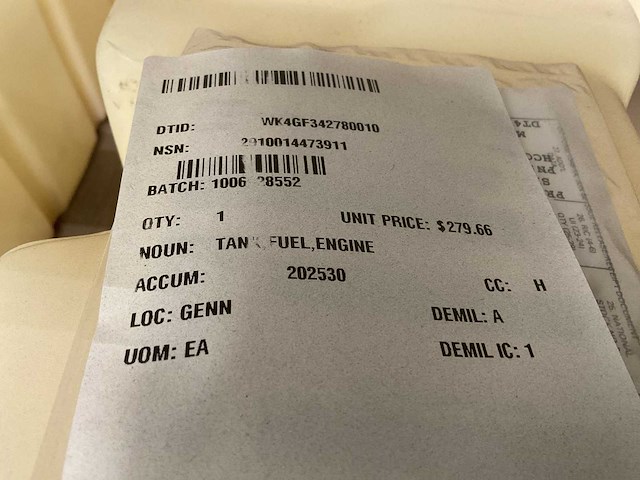 DTID: WK4GF342780010
NSN: 2910014473911
BATCH: 1006 28552
QTY: 1 UNIT PRICE: $279.66
NOUN: TANK,FUEL,ENGINE
ACCUM: 202530 CC: H
LOC: GENN DEMIL: A
UOM: EA DEMIL IC: 1